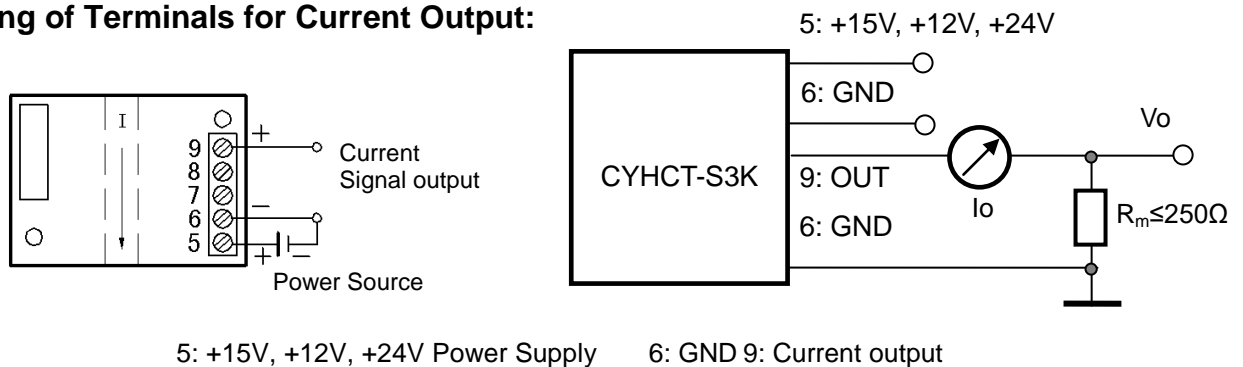 ng of Terminals for Current Output:
I
+
9
8
7
6
5
−
+
−
Current
Signal output
Power Source
5: +15V, +12V, +24V
6: GND
CYHCT-S3K
9: OUT
6: GND
Io
Vo
Rm≤250Ω
5: +15V, +12V, +24V Power Supply 6: GND 9: Current output